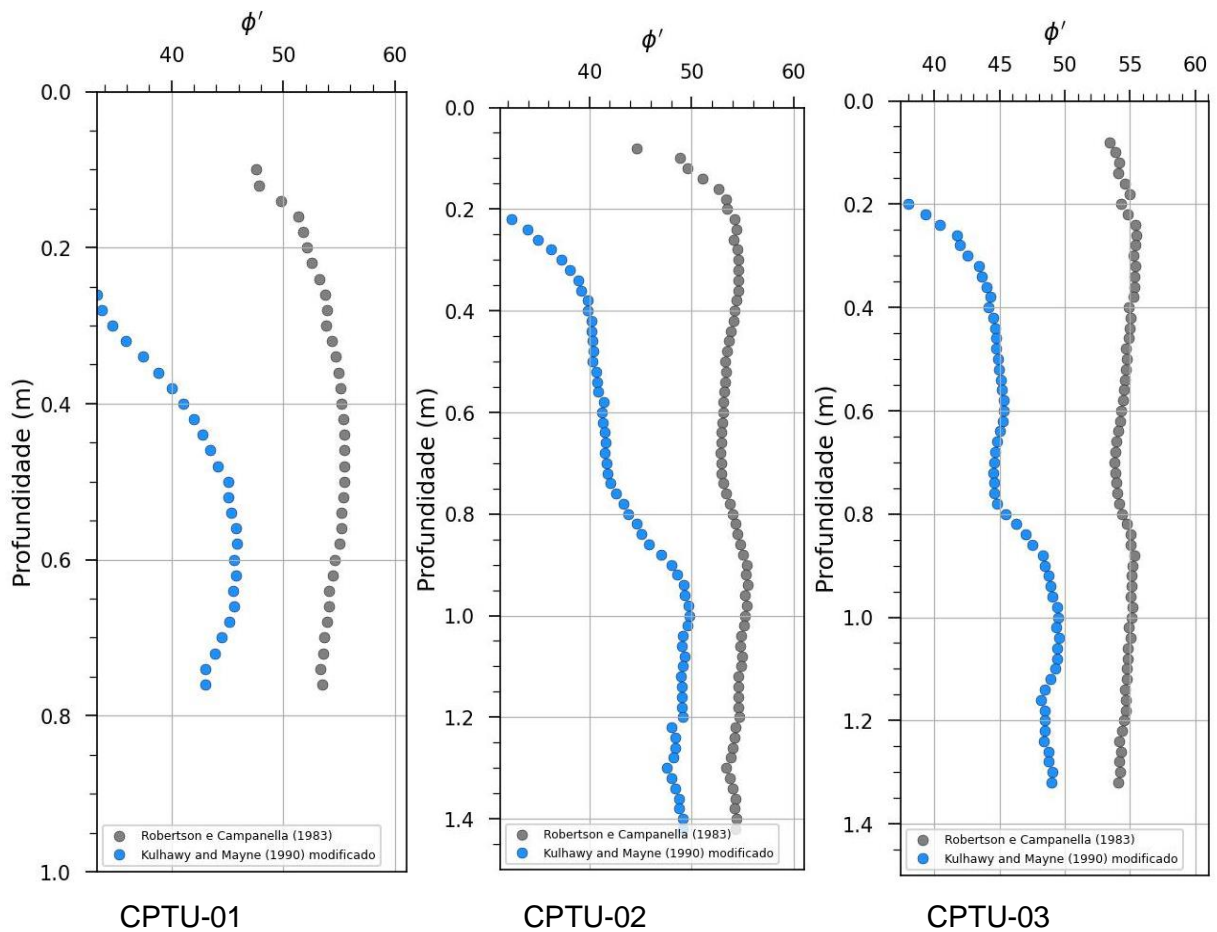 ϕ′
40 50 60
0.0
0.2
0.4
0.6
0.8
1.0
Profundidade (m)
Robertson e Campanella (1983)
Kulhawy and Mayne (1990) modificado
CPTU-01
ϕ′
40 50 60
0.0
0.2
0.4
0.6
0.8
1.0
1.2
1.4
Profundidade (m)
Robertson e Campanella (1983)
Kulhawy and Mayne (1990) modificado
CPTU-02
ϕ′
40 45 50 55 60
0.0
0.2
0.4
0.6
0.8
1.0
1.2
1.4
Profundidade (m)
Robertson e Campanella (1983)
Kulhawy and Mayne (1990) modificado
CPTU-03